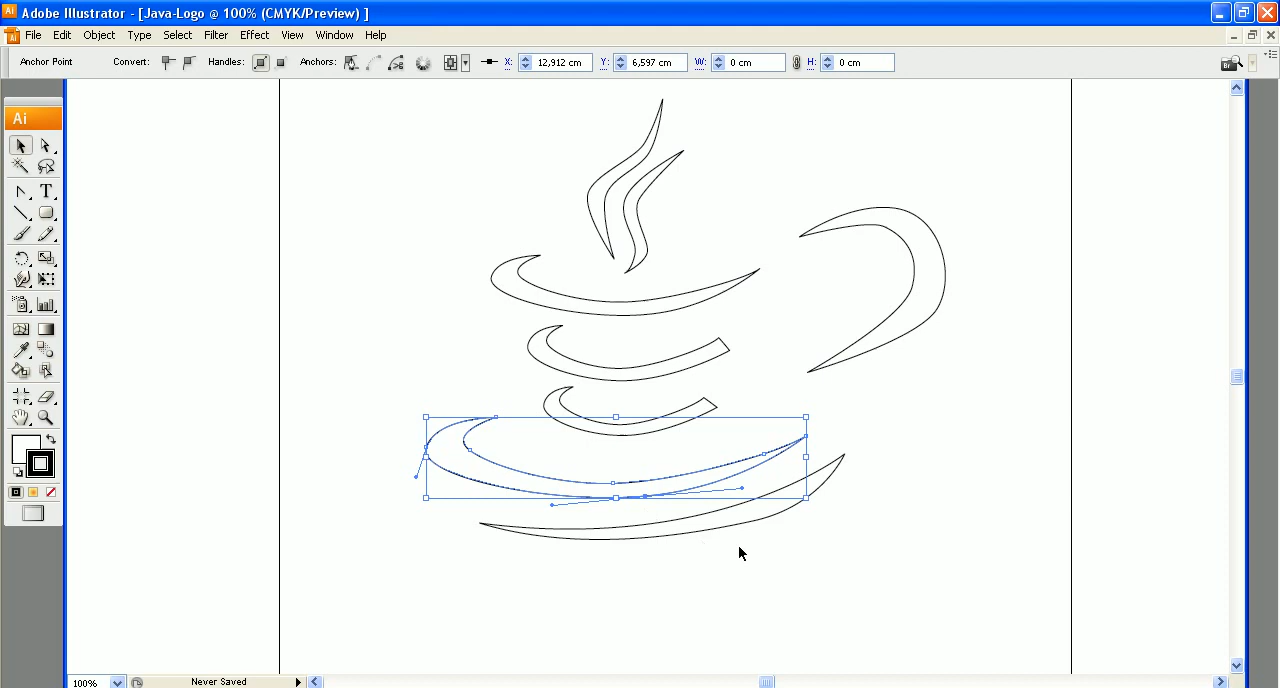 Adobe Illustrator - [Java-Logo @ 100% (CMYK/Preview) ]
File Edit Object Type Select Filter Effect View Window Help
Anchor Point Convert: Handles: Anchors: X: 12,912 cm Y: 6,597 cm W: 0 cm H: 0 cm
Br
Ai
T
100% Never Saved